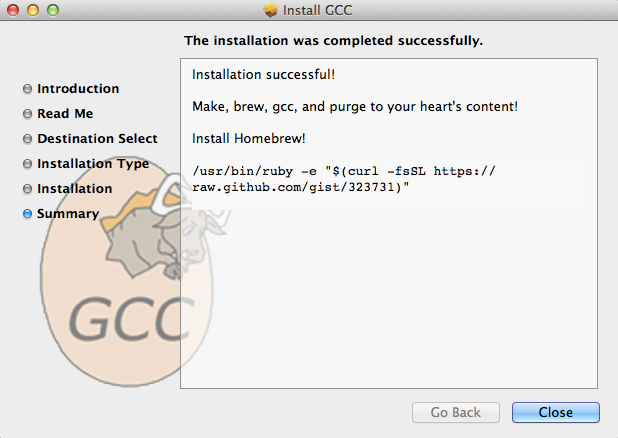 Install GCC
The installation was completed successfully.
Introduction
Read Me
Destination Select
Installation Type
Installation
Summary
GCC
Installation successful!
Make, brew, gcc, and purge to your heart's content!
Install Homebrew!
/usr/bin/ruby -e "$(curl -fsSL https://
raw.github.com/gist/323731)"
Go Back
Close